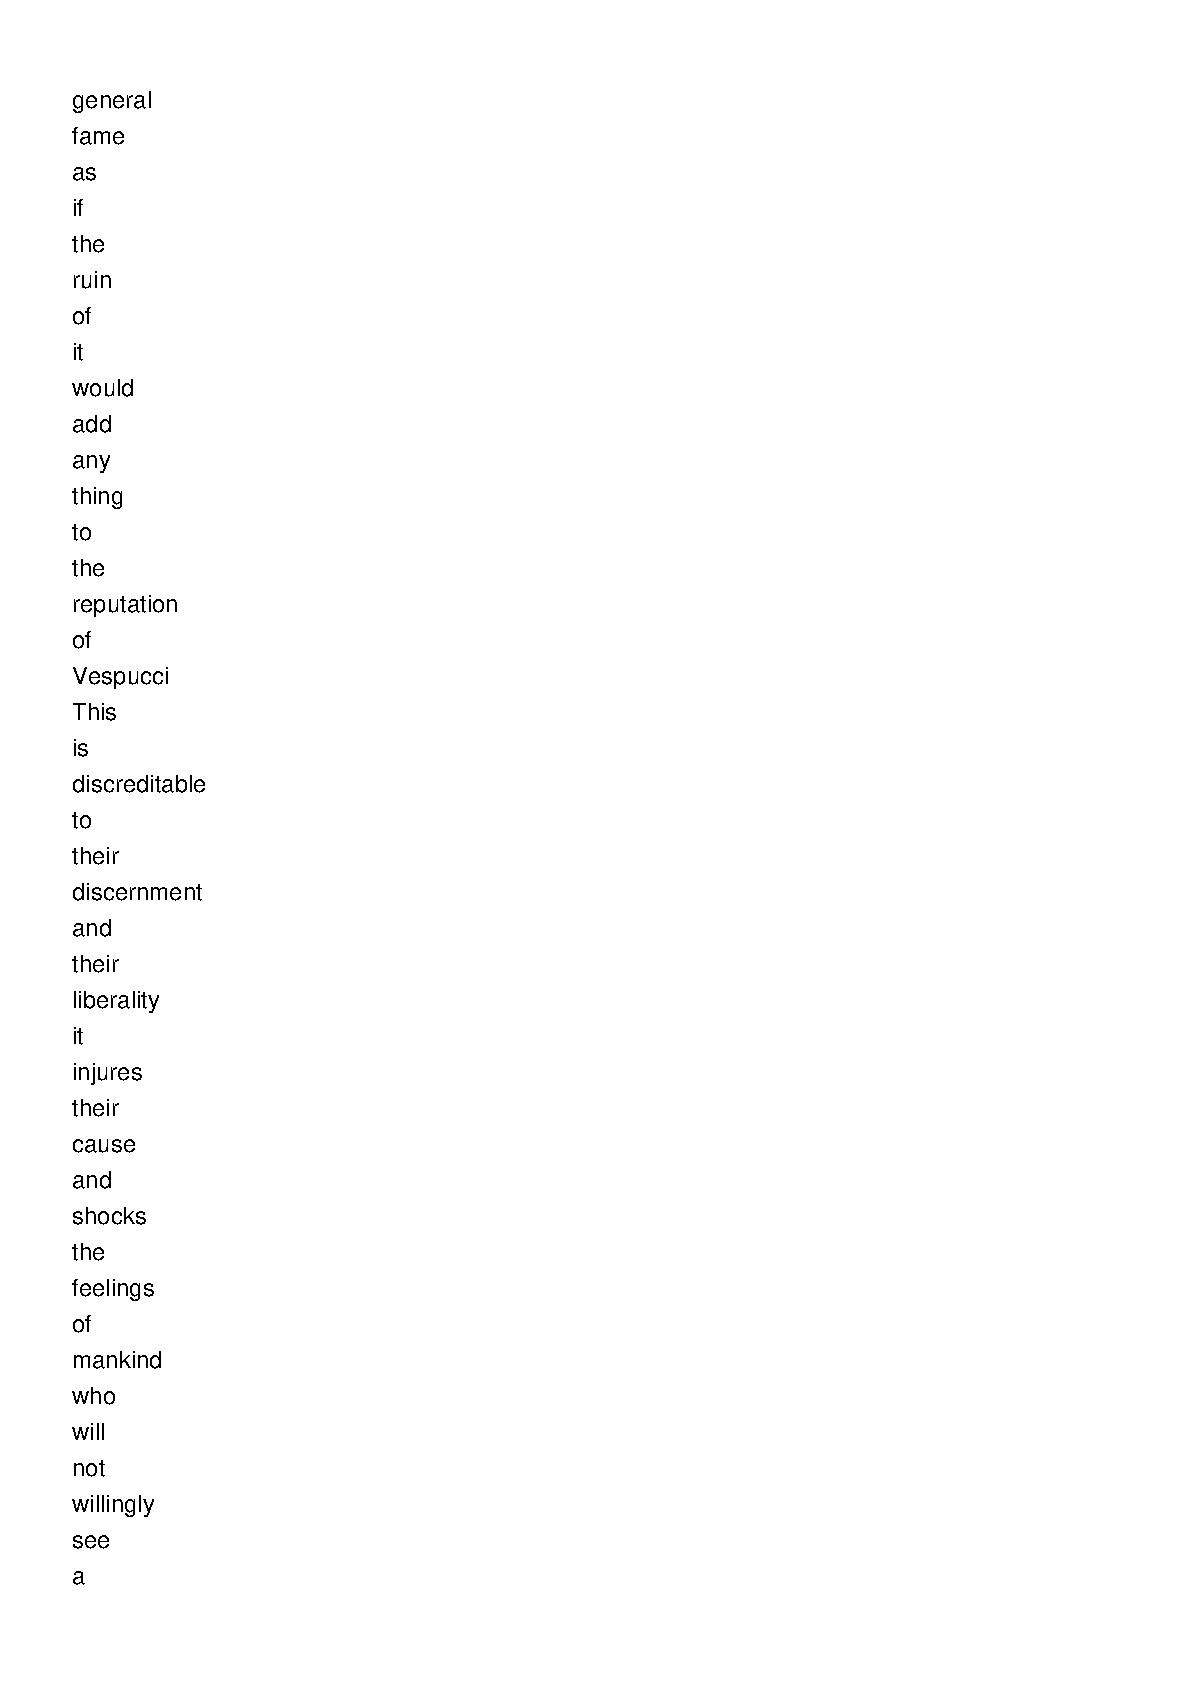 general
fame
as
if
the
ruin
of
it
would
add
any
thing
to
the
reputation
of
Vespucci
This
is
discreditable
to
their
discernment
and
their
liberality
it
injures
their
cause
and
shocks
the
feelings
of
mankind
who
will
not
willingly
see
a